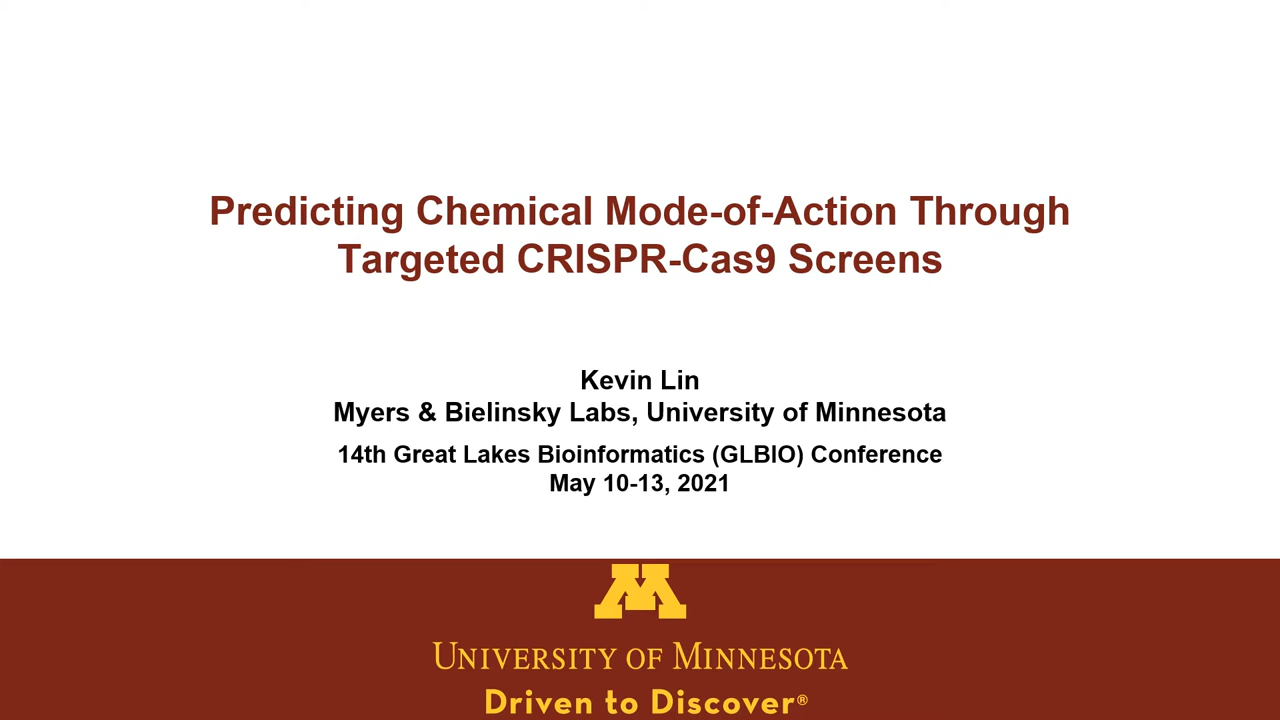 Predicting Chemical Mode-of-Action Through
Targeted CRISPR-Cas9 Screens
Kevin Lin
Myers & Bielinsky Labs, University of Minnesota
14th Great Lakes Bioinformatics (GLBIO) Conference
May 10-13, 2021
M
UNIVERSITY OF MINNESOTA
Driven to Discover®